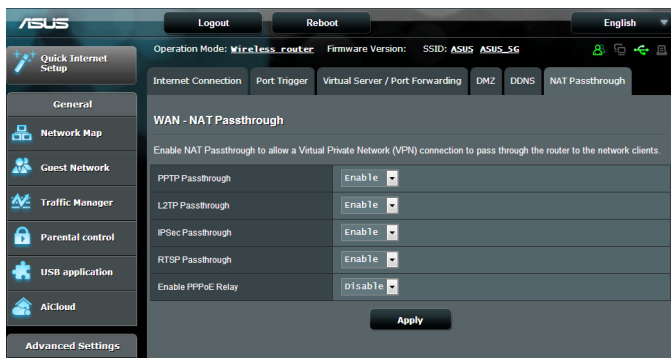 ASUS
Logout
Reboot
English
Operation Mode: Wireless router Firmware Version: SSID: ASUS ASUS_5G
Quick Internet
Setup
Internet Connection
Port Trigger
Virtual Server / Port Forwarding
DMZ
DDNS
NAT Passthrough
General
Network Map
Guest Network
Traffic Manager
Parental control
USB application
AiCloud
Advanced Settings
WAN - NAT Passthrough
Enable NAT Passthrough to allow a Virtual Private Network (VPN) connection to pass through the router to the network clients.
PPTP Passthrough Enable
L2TP Passthrough Enable
IPSec Passthrough Enable
RTSP Passthrough Enable
Enable PPPoE Relay Disable
Apply